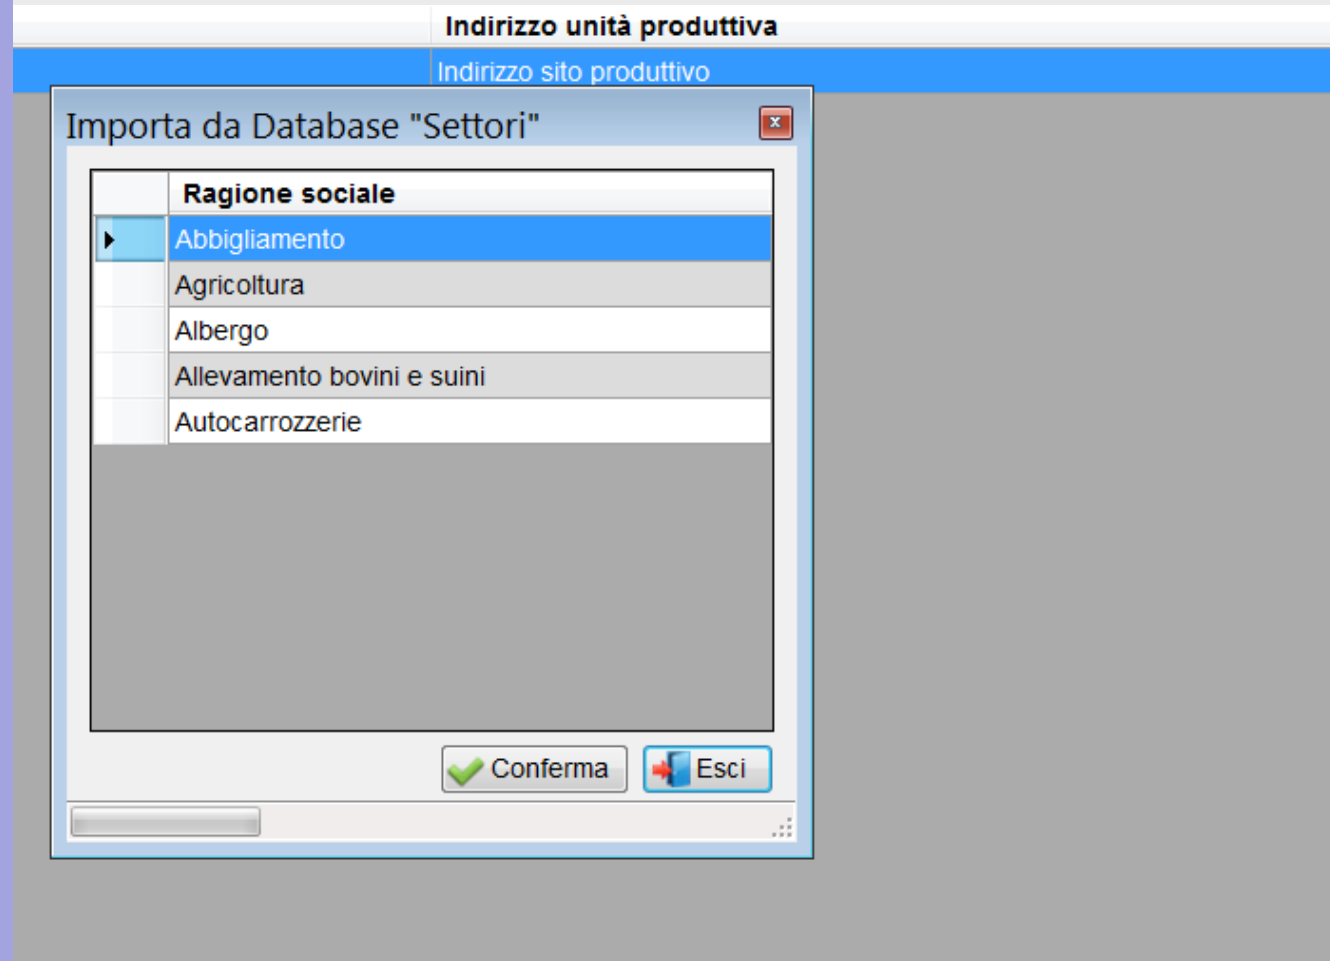 Indirizzo unità produttiva
Indirizzo sito produttivo
Importa da Database "Settori"
Ragione sociale
Abbigliamento
Agricoltura
Albergo
Allevamento bovini e suini
Autocarrozzerie
Conferma Esci